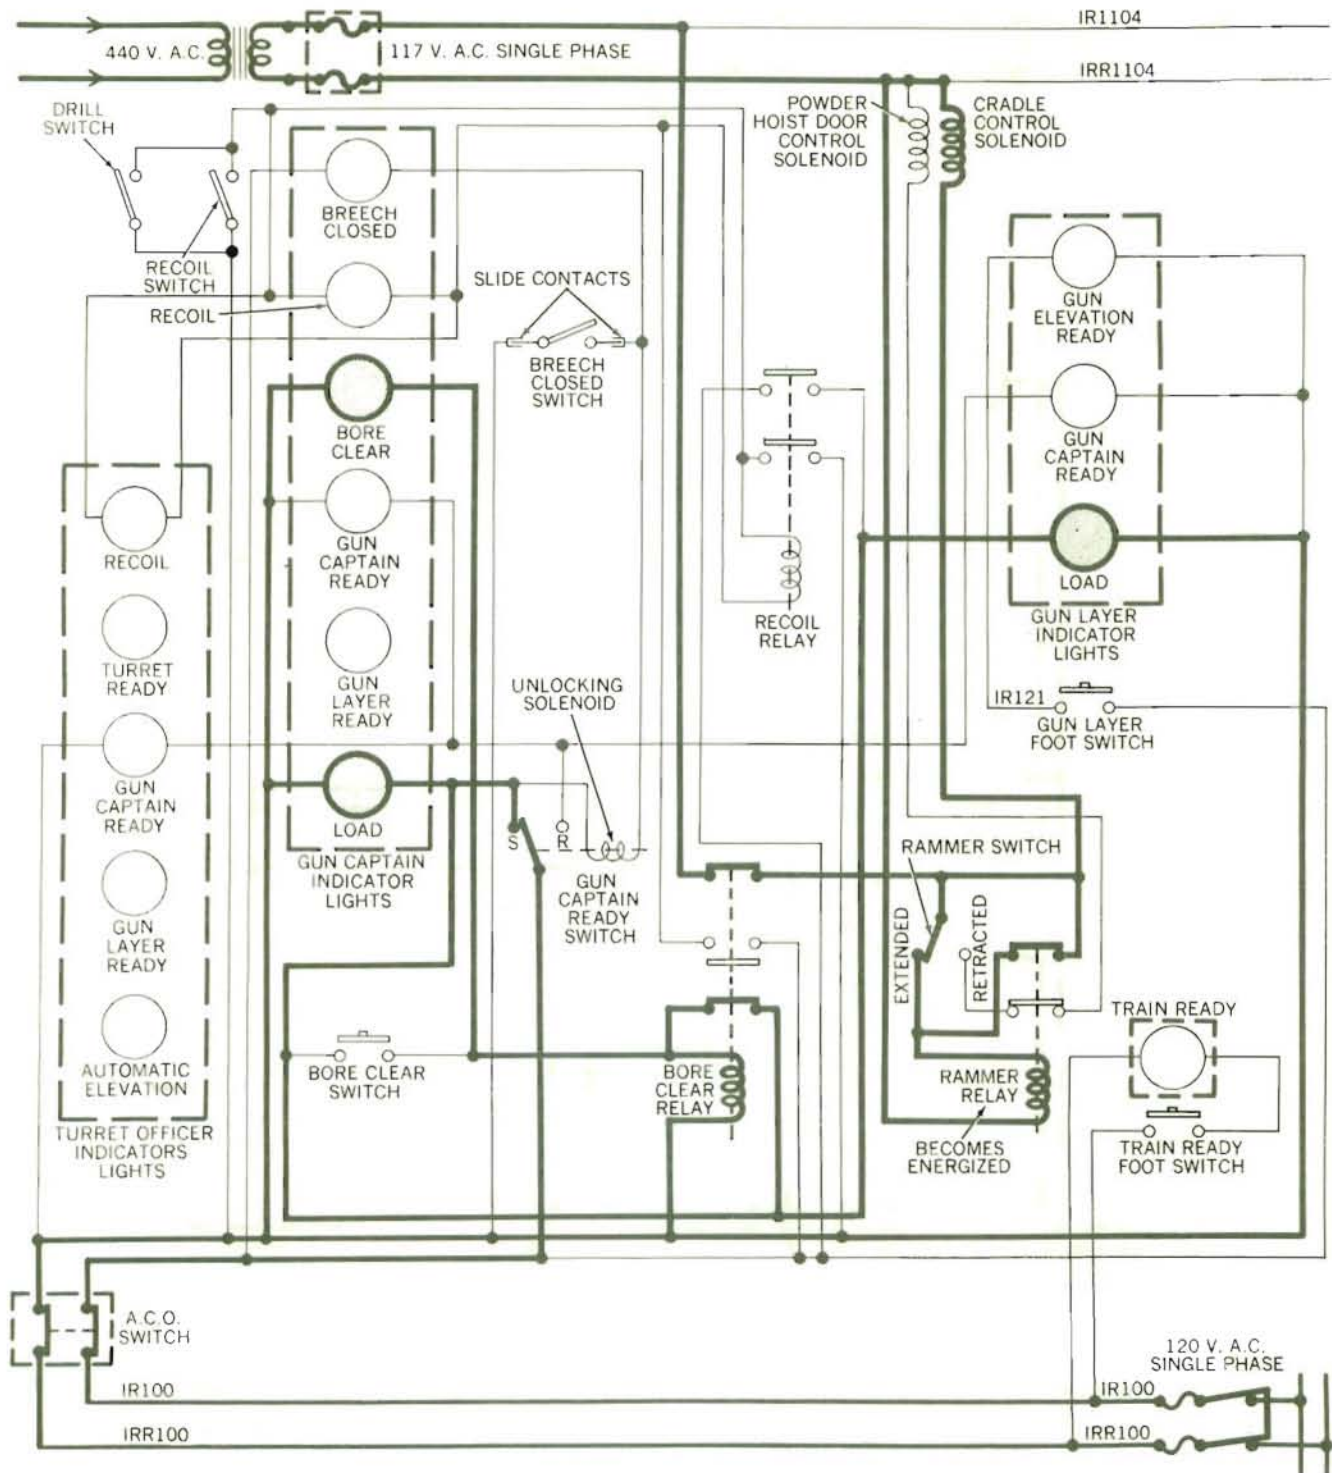 IR1104
440 V. A.C.
117 V. A.C. SINGLE PHASE
IRR1104
DRILL
SWITCH
POWDER
HOIST DOOR
CONTROL
SOLENOID
CRADLE
CONTROL
SOLENOID
BREECH
CLOSED
RECOIL
SWITCH
RECOIL
SLIDE CONTACTS
BREECH
CLOSED
SWITCH
GUN
ELEVATION
READY
BORE
CLEAR
GUN
CAPTAIN
READY
RECOIL
GUN
CAPTAIN
READY
LOAD
RECOIL
RELAY
GUN LAYER
INDICATOR
LIGHTS
TURRET
READY
GUN
LAYER
READY
UNLOCKING
SOLENOID
IR121
GUN LAYER
FOOT SWITCH
GUN
CAPTAIN
READY
LOAD
S
R
GUN CAPTAIN
INDICATOR
LIGHTS
GUN
CAPTAIN
READY
SWITCH
RAMMER SWITCH
EXTENDED
RETRACTED
GUN
LAYER
READY
TRAIN READY
AUTOMATIC
ELEVATION
BORE CLEAR
SWITCH
BORE
CLEAR
RELAY
RAMMER
RELAY
BECOMES
ENERGIZED
TRAIN READY
FOOT SWITCH
TURRET OFFICER
INDICATORS
LIGHTS
A.C.O.
SWITCH
120 V. A.C.
SINGLE PHASE
IR100
IR100
IRR100
IRR100